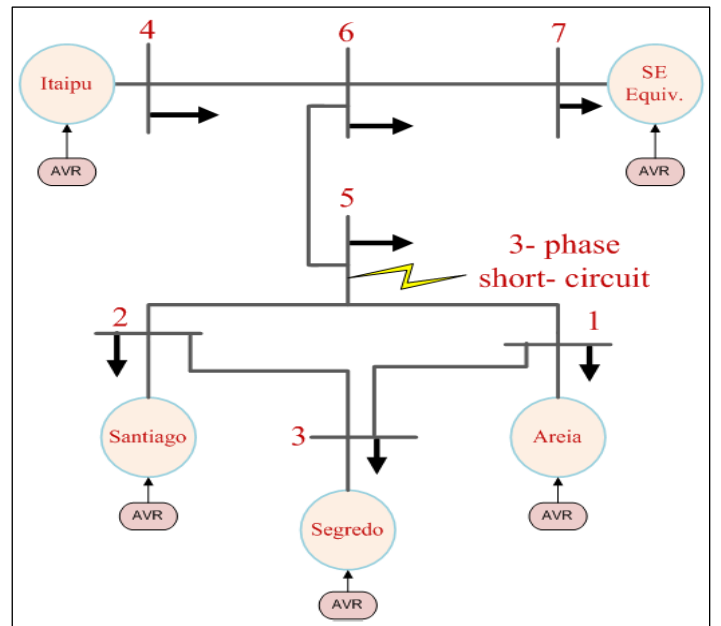 4
6
7
Itaipu
SE
Equiv.
AVR
AVR
5
3- phase
short- circuit
2
1
Santiago
3
Areia
AVR
Segredo
AVR
AVR